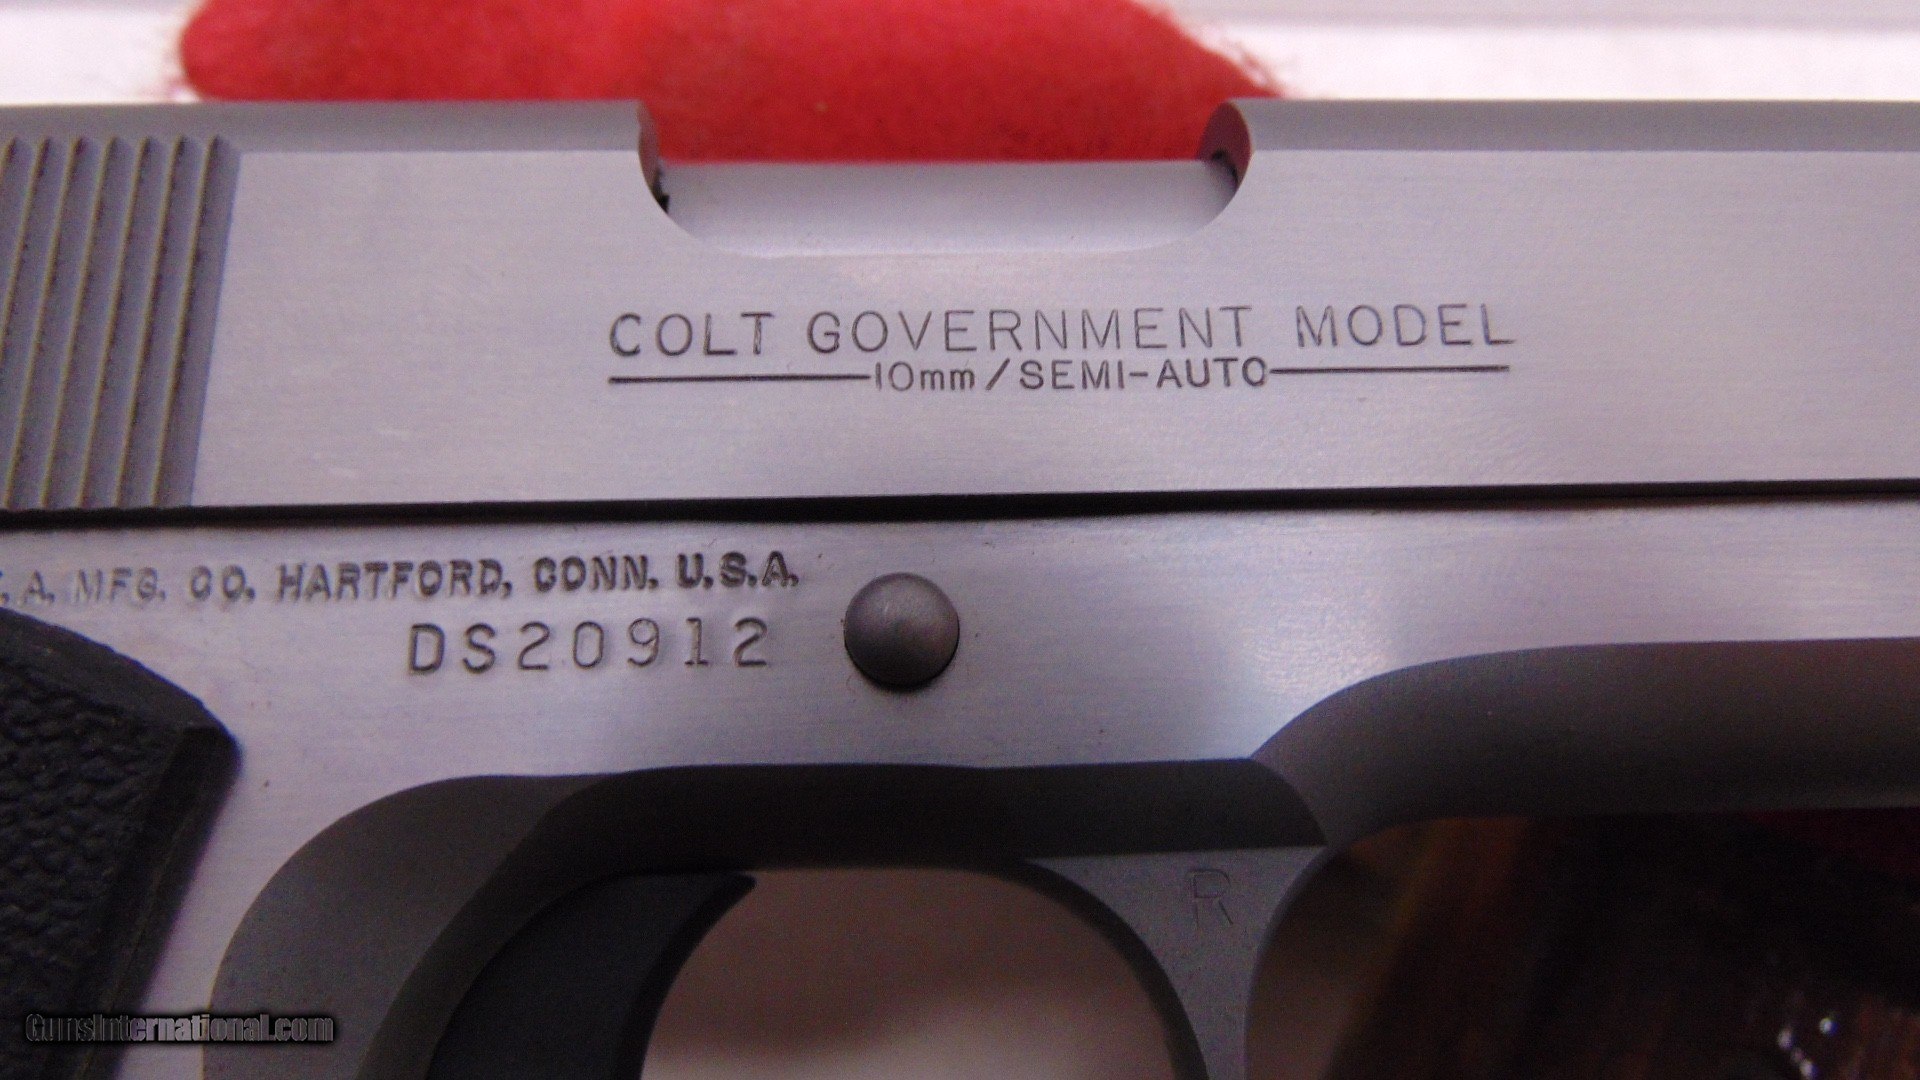 COLT GOVERNMENT MODEL
10mm/SEMI-AUTO
. A. MFG. CO. HARTFORD, CONN. U.S.A.
DS20912
R
GunsInternational.com